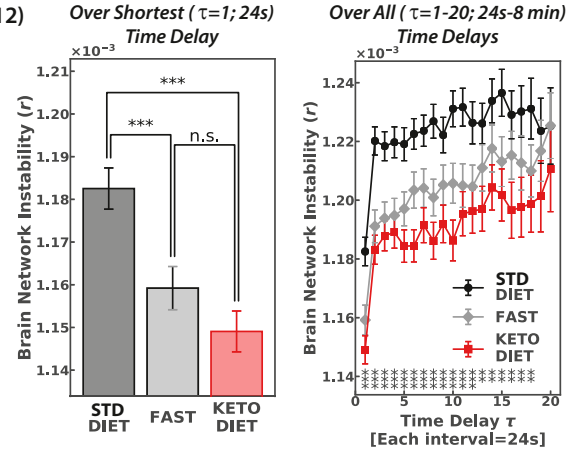 12)
Over Shortest (τ=1; 24s)
Time Delay
×10⁻³
Brain Network Instability (r)
1.21
1.20
1.19
1.18
1.17
1.16
1.15
1.14
***
***
n.s.
STD
DIET
FAST
KETO
DIET
Over All (τ=1-20; 24s-8 min)
Time Delays
×10⁻³
Brain Network Instability (r)
1.24
1.22
1.20
1.18
1.16
1.14
STD
DIET
FAST
KETO
DIET
0 5 10 15 20
Time Delay τ
[Each interval=24s]